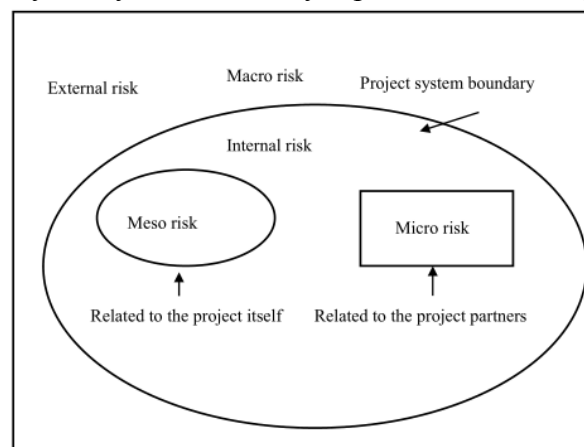 Macro risk
External risk
Project system boundary
Internal risk
Meso risk
Micro risk
Related to the project itself
Related to the project partners